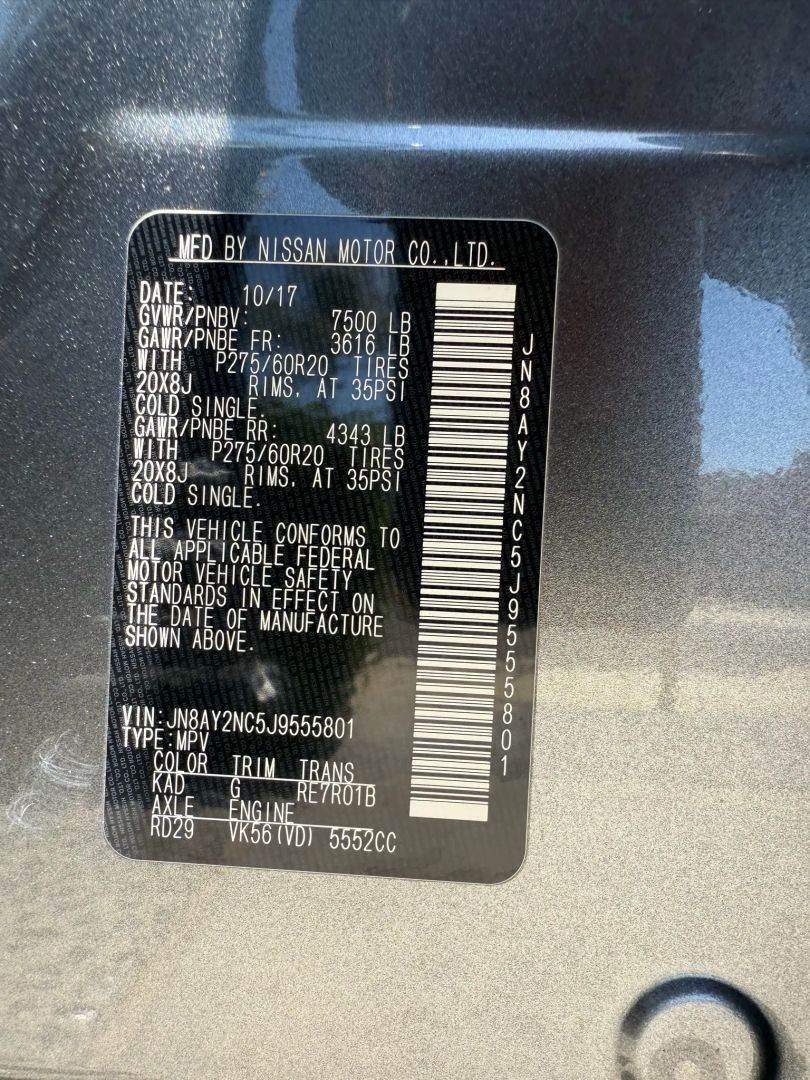 MFD BY NISSAN MOTOR CO.,LTD.
DATE: 10/17
GVWR/PNBV: 7500 LB
GAWR/PNBE FR: 3616 LB
WITH P275/60R20 TIRES
20X8J RIMS. AT 35PSI
COLD SINGLE.
GAWR/PNBE RR: 4343 LB
WITH P275/60R20 TIRES
20X8J RIMS. AT 35PSI
COLD SINGLE.
THIS VEHICLE CONFORMS TO
ALL APPLICABLE FEDERAL
MOTOR VEHICLE SAFETY
STANDARDS IN EFFECT ON
THE DATE OF MANUFACTURE
SHOWN ABOVE.
VIN:JN8AY2NC5J9555801
TYPE:MPV
COLOR TRIM TRANS
KAD G RE7R01B
AXLE ENGINE
RD29 VK56(VD) 5552CC
JN8AY2NC5J9555801